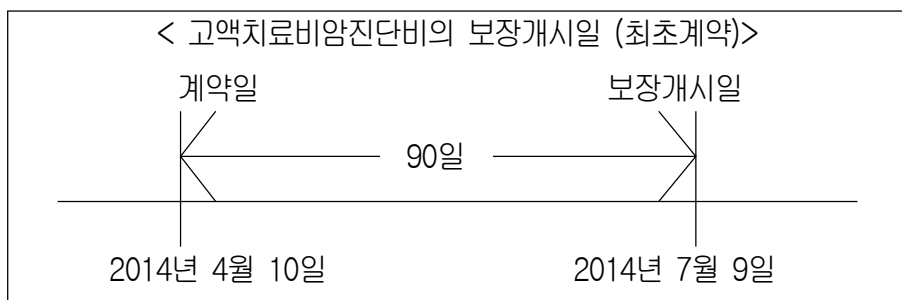 < 고액치료비암진단비의 보장개시일 (최초계약)>
계약일 보장개시일
90일
2014년 4월 10일 2014년 7월 9일